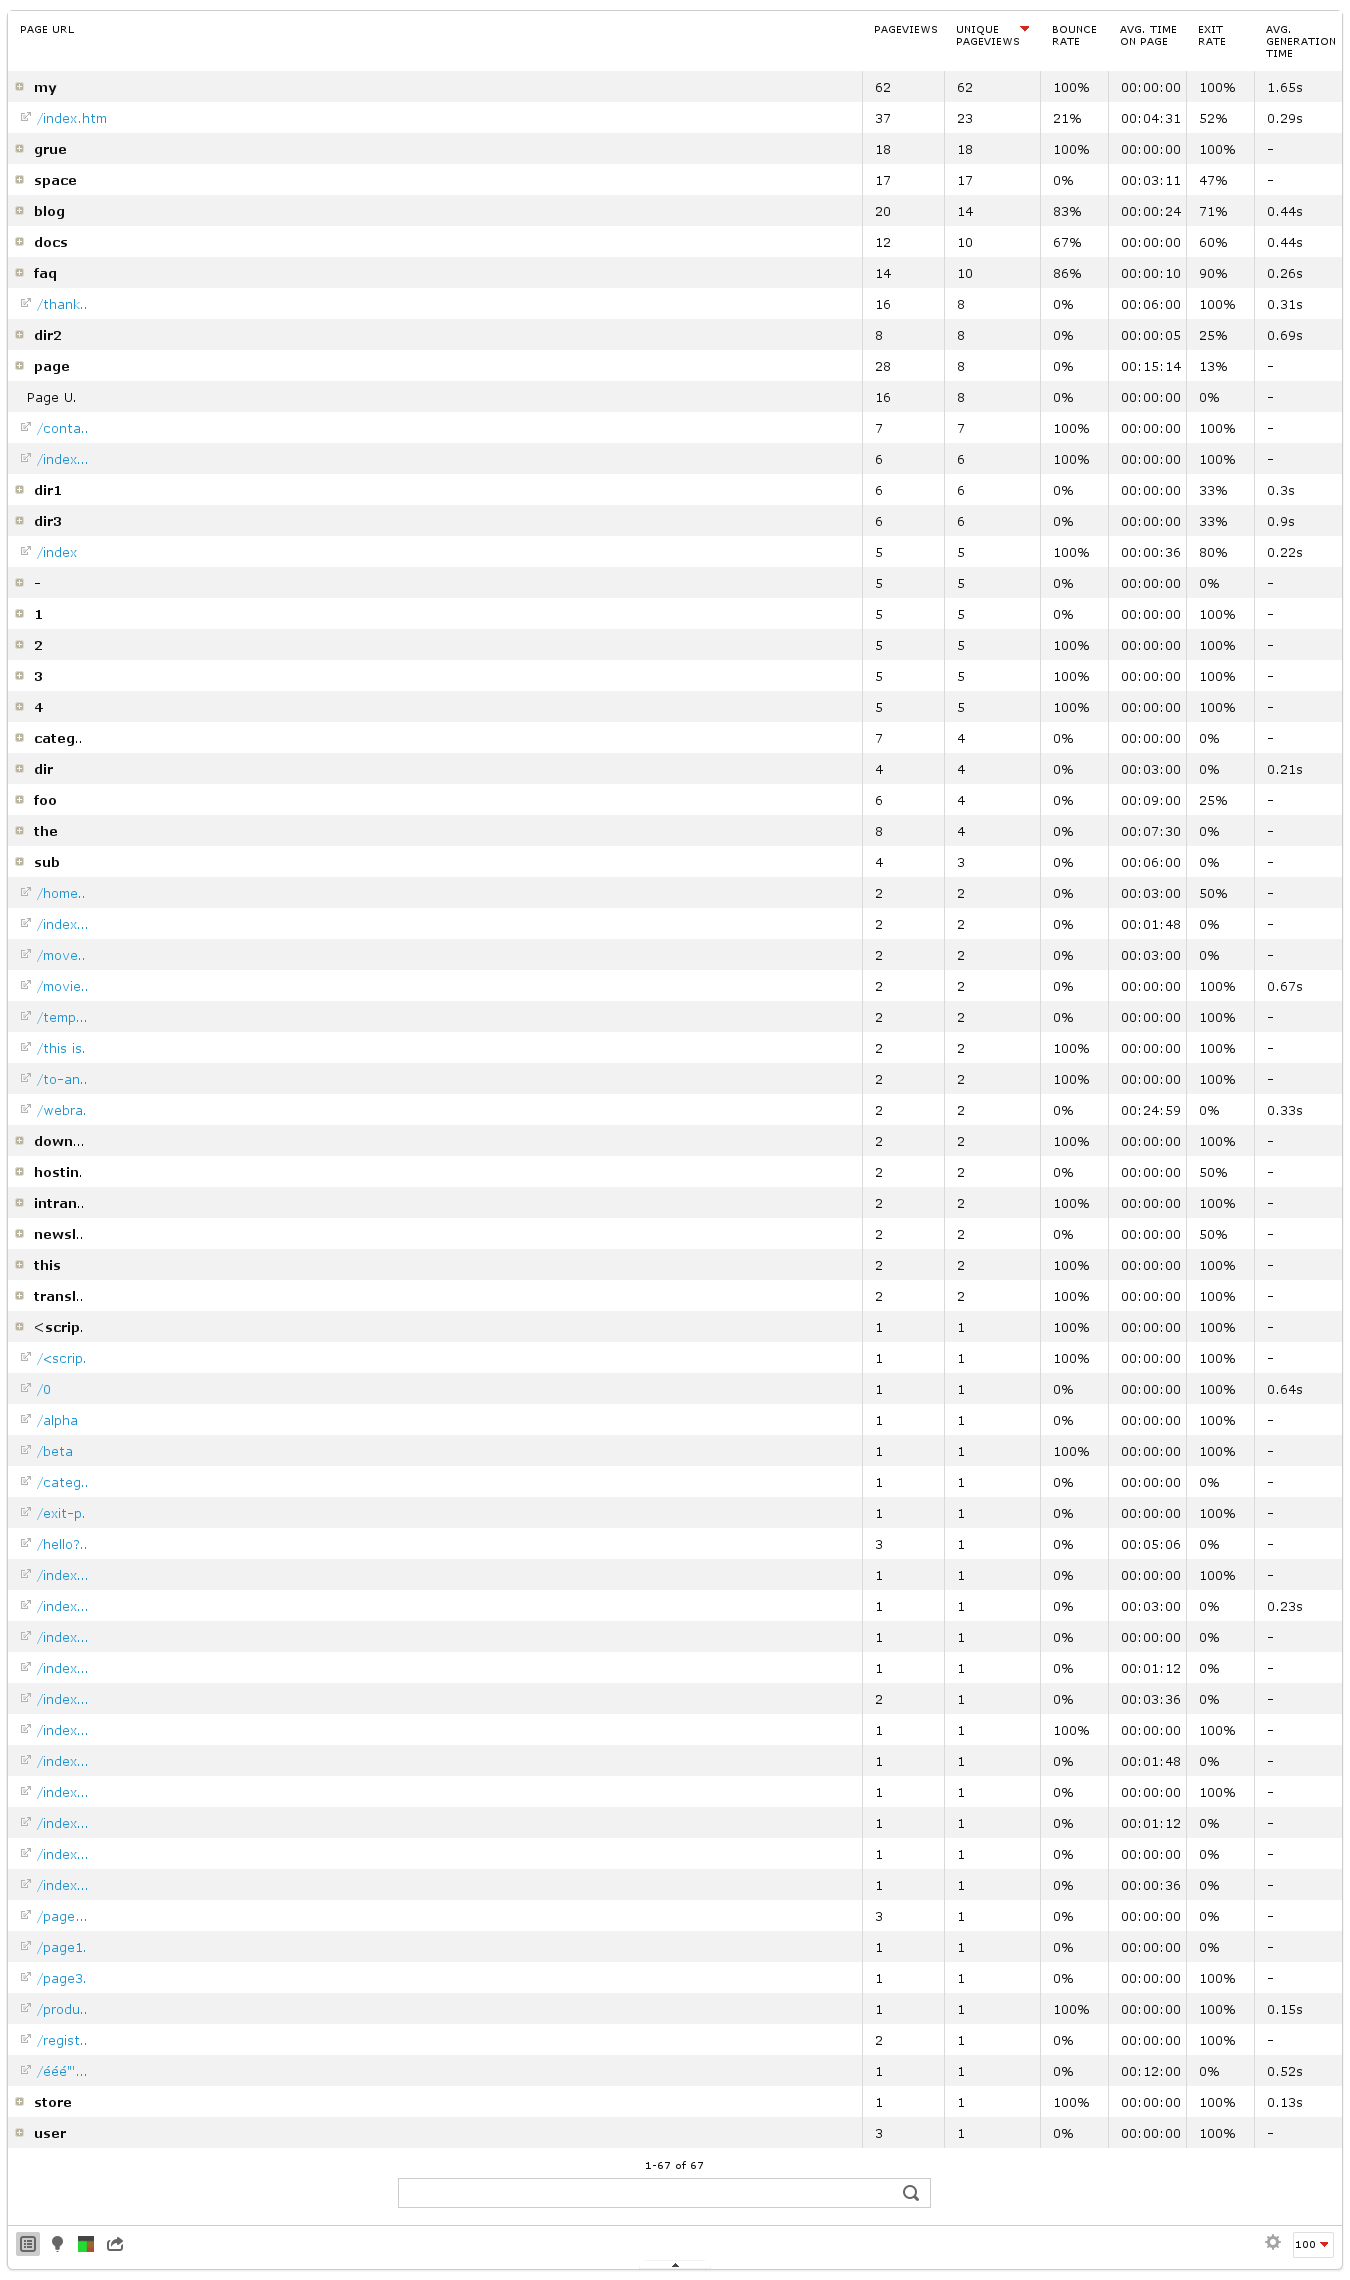 PAGE URL PAGEVIEWS UNIQUE PAGEVIEWS BOUNCE RATE AVG. TIME ON PAGE EXIT RATE AVG. GENERATION TIME
my 62 62 100% 00:00:00 100% 1.65s
/index.htm 37 23 21% 00:04:31 52% 0.29s
grue 18 18 100% 00:00:00 100% -
space 17 17 0% 00:03:11 47% -
blog 20 14 83% 00:00:24 71% 0.44s
docs 12 10 67% 00:00:00 60% 0.44s
faq 14 10 86% 00:00:10 90% 0.26s
/thank.. 16 8 0% 00:06:00 100% 0.31s
dir2 8 8 0% 00:00:05 25% 0.69s
page 28 8 0% 00:15:14 13% -
Page U. 16 8 0% 00:00:00 0% -
/conta.. 7 7 100% 00:00:00 100% -
/index... 6 6 100% 00:00:00 100% -
dir1 6 6 0% 00:00:00 33% 0.3s
dir3 6 6 0% 00:00:00 33% 0.9s
/index 5 5 100% 00:00:36 80% 0.22s
- 5 5 0% 00:00:00 0% -
1 5 5 0% 00:00:00 100% -
2 5 5 100% 00:00:00 100% -
3 5 5 100% 00:00:00 100% -
4 5 5 100% 00:00:00 100% -
categ.. 7 4 0% 00:00:00 0% -
dir 4 4 0% 00:03:00 0% 0.21s
foo 6 4 0% 00:09:00 25% -
the 8 4 0% 00:07:30 0% -
sub 4 3 0% 00:06:00 0% -
/home.. 2 2 0% 00:03:00 50% -
/index... 2 2 0% 00:01:48 0% -
/move.. 2 2 0% 00:03:00 0% -
/movie.. 2 2 0% 00:00:00 100% 0.67s
/temp... 2 2 0% 00:00:00 100% -
/this is. 2 2 100% 00:00:00 100% -
/to-an.. 2 2 100% 00:00:00 100% -
/webra. 2 2 0% 00:24:59 0% 0.33s
down... 2 2 100% 00:00:00 100% -
hostin. 2 2 0% 00:00:00 50% -
intran.. 2 2 100% 00:00:00 100% -
newsl.. 2 2 0% 00:00:00 50% -
this 2 2 100% 00:00:00 100% -
transl.. 2 2 100% 00:00:00 100% -
<scrip. 1 1 100% 00:00:00 100% -
/<scrip. 1 1 100% 00:00:00 100% -
/0 1 1 0% 00:00:00 100% 0.64s
/alpha 1 1 0% 00:00:00 100% -
/beta 1 1 100% 00:00:00 100% -
/categ.. 1 1 0% 00:00:00 0% -
/exit-p. 1 1 0% 00:00:00 100% -
/hello?.. 3 1 0% 00:05:06 0% -
/index... 1 1 0% 00:00:00 100% -
/index... 1 1 0% 00:03:00 0% 0.23s
/index... 1 1 0% 00:00:00 0% -
/index... 1 1 0% 00:01:12 0% -
/index... 2 1 0% 00:03:36 0% -
/index... 1 1 100% 00:00:00 100% -
/index... 1 1 0% 00:01:48 0% -
/index... 1 1 0% 00:00:00 100% -
/index... 1 1 0% 00:01:12 0% -
/index... 1 1 0% 00:00:00 0% -
/index... 1 1 0% 00:00:36 0% -
/page... 3 1 0% 00:00:00 0% -
/page1. 1 1 0% 00:00:00 0% -
/page3. 1 1 0% 00:00:00 100% -
/produ.. 1 1 100% 00:00:00 100% 0.15s
/regist.. 2 1 0% 00:00:00 100% -
/ééé"'... 1 1 0% 00:12:00 0% 0.52s
store 1 1 100% 00:00:00 100% 0.13s
user 3 1 0% 00:00:00 100% -
1-67 of 67
100